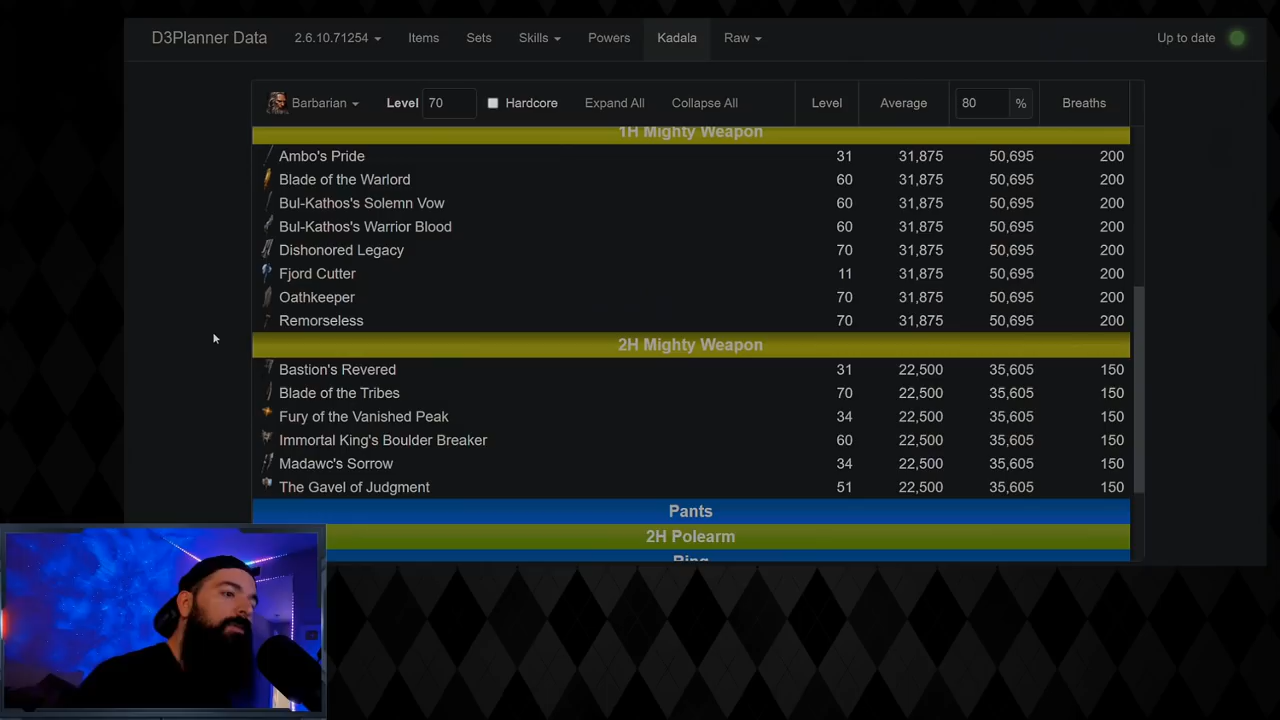 D3Planner Data 2.6.10.71254 Items Sets Skills Powers Kadala Raw Up to date
Barbarian Level 70 Hardcore Expand All Collapse All Level Average 80 % Breaths
1H Mighty Weapon
Ambo's Pride 31 31,875 50,695 200
Blade of the Warlord 60 31,875 50,695 200
Bul-Kathos's Solemn Vow 60 31,875 50,695 200
Bul-Kathos's Warrior Blood 60 31,875 50,695 200
Dishonored Legacy 70 31,875 50,695 200
Fjord Cutter 11 31,875 50,695 200
Oathkeeper 70 31,875 50,695 200
Remorseless 70 31,875 50,695 200
2H Mighty Weapon
Bastion's Revered 31 22,500 35,605 150
Blade of the Tribes 70 22,500 35,605 150
Fury of the Vanished Peak 34 22,500 35,605 150
Immortal King's Boulder Breaker 60 22,500 35,605 150
Madawc's Sorrow 34 22,500 35,605 150
The Gavel of Judgment 51 22,500 35,605 150
Pants
2H Polearm
Ring